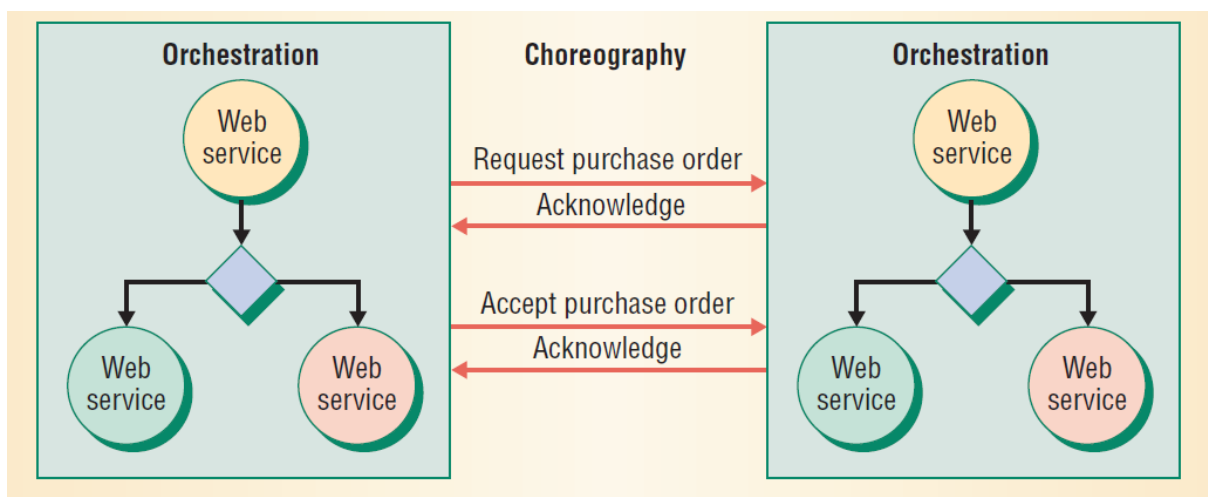 Orchestration
Web
service
Web
service
Web
service
Choreography
Request purchase order
Acknowledge
Accept purchase order
Acknowledge
Orchestration
Web
service
Web
service
Web
service